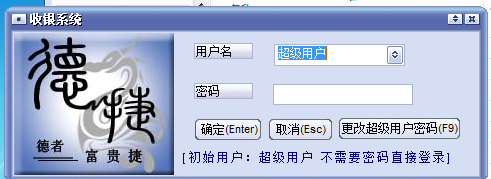 收银系统
德捷
德者
富贵捷
用户名
超级用户
密码
确定(Enter)
取消(Esc)
更改超级用户密码(F9)
[初始用户：超级用户 不需要密码直接登录]